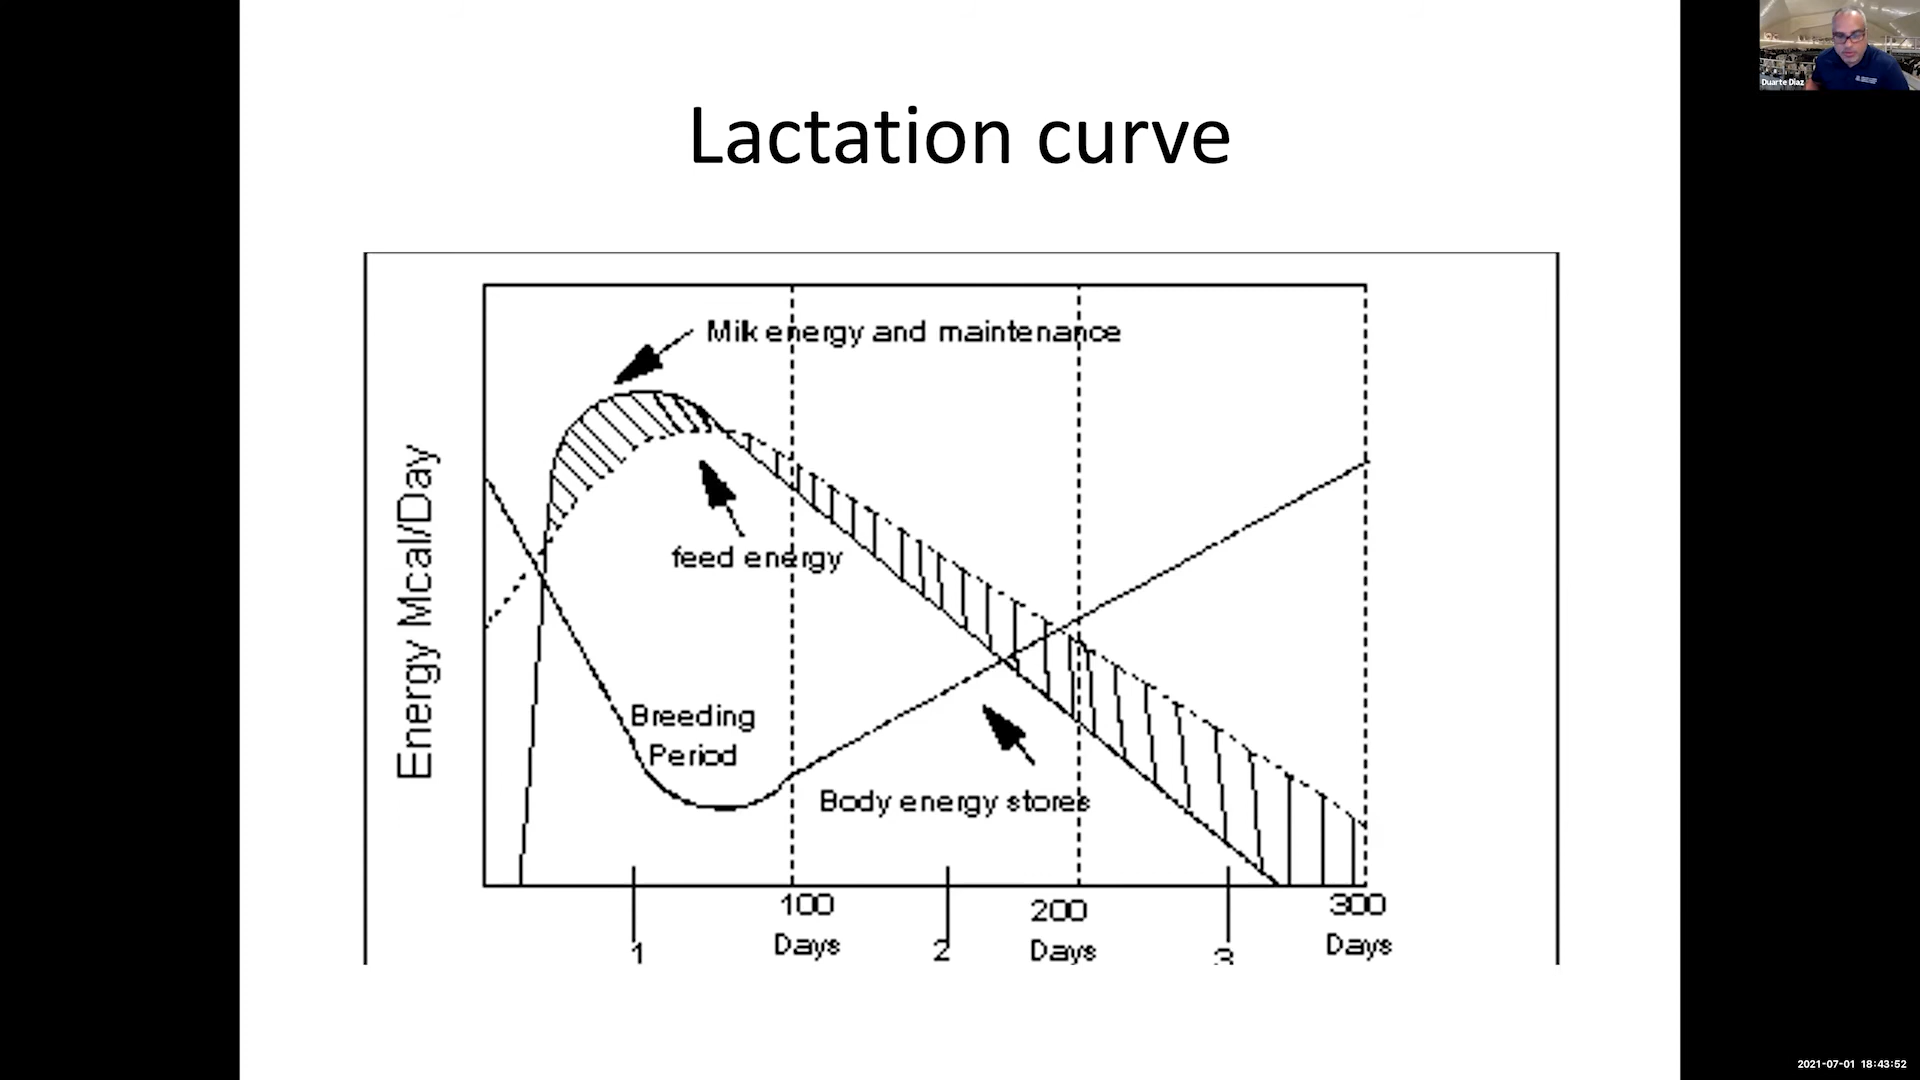 Duarte Diaz
Lactation curve
Milk energy and maintenance
Energy Mcal/Day
feed energy
Breeding
Period
Body energy stores
100
200
300
Days
Days
Days
1
2
3
2021-07-01 18:43:52